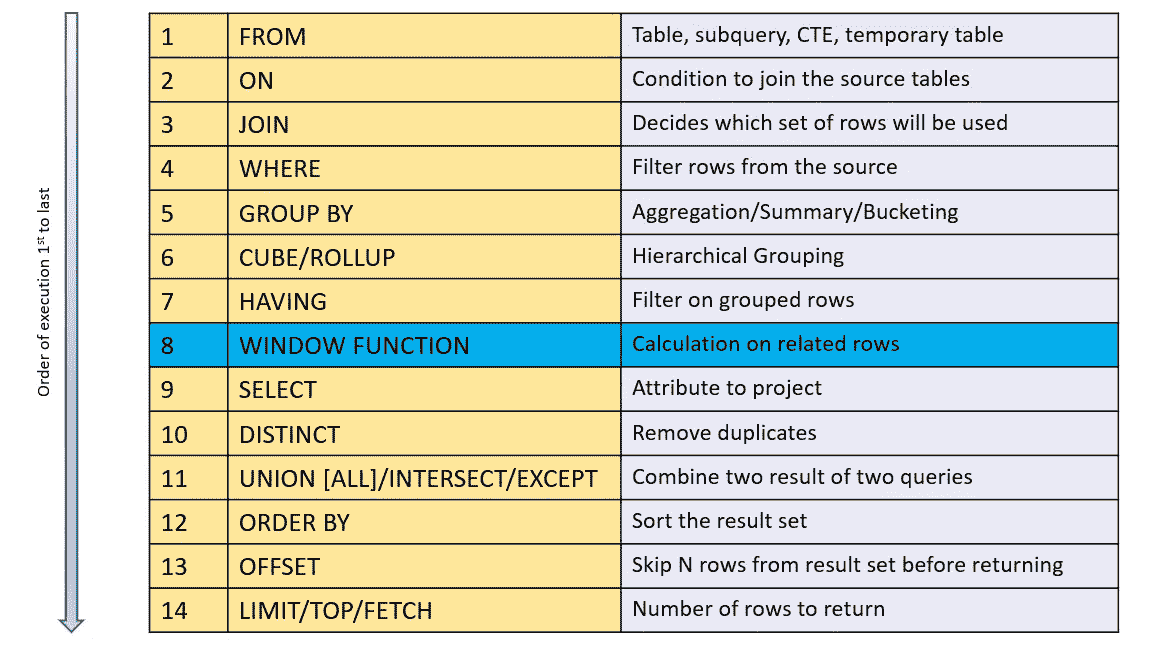 Order of execution 1st to last
1 FROM Table, subquery, CTE, temporary table
2 ON Condition to join the source tables
3 JOIN Decides which set of rows will be used
4 WHERE Filter rows from the source
5 GROUP BY Aggregation/Summary/Bucketing
6 CUBE/ROLLUP Hierarchical Grouping
7 HAVING Filter on grouped rows
8 WINDOW FUNCTION Calculation on related rows
9 SELECT Attribute to project
10 DISTINCT Remove duplicates
11 UNION [ALL]/INTERSECT/EXCEPT Combine two result of two queries
12 ORDER BY Sort the result set
13 OFFSET Skip N rows from result set before returning
14 LIMIT/TOP/FETCH Number of rows to return